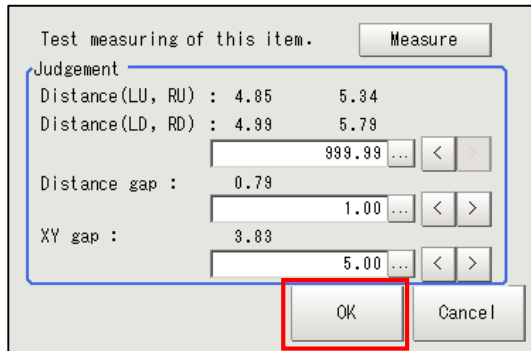 Test measuring of this item. Measure
Judgement
Distance(LU, RU) : 4.85 5.34
Distance(LD, RD) : 4.99 5.79
999.99 ... < >
Distance gap : 0.79
1.00 ... < >
XY gap : 3.83
5.00 ... < >
OK Cancel